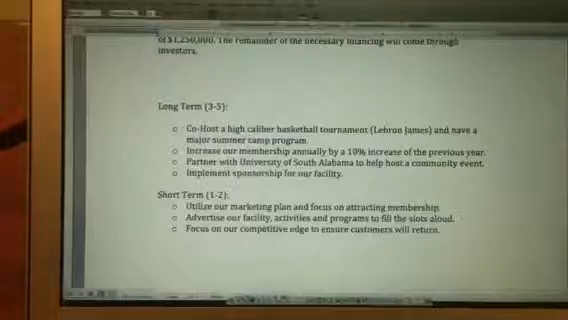 of $1,250,000. The remainder of the necessary financing will come through
investors.
Long Term (3-5):
o Co-Host a high caliber basketball tournament (Lebron James) and have a
major summer camp program.
o Increase our membership annually by a 10% increase of the previous year.
o Partner with University of South Alabama to help host a community event.
o Implement sponsorship for our facility.
Short Term (1-2):
o Utilize our marketing plan and focus on attracting membership
o Advertise our facility, activities and programs to fill the slots aloud.
o Focus on our competitive edge to ensure customers will return.